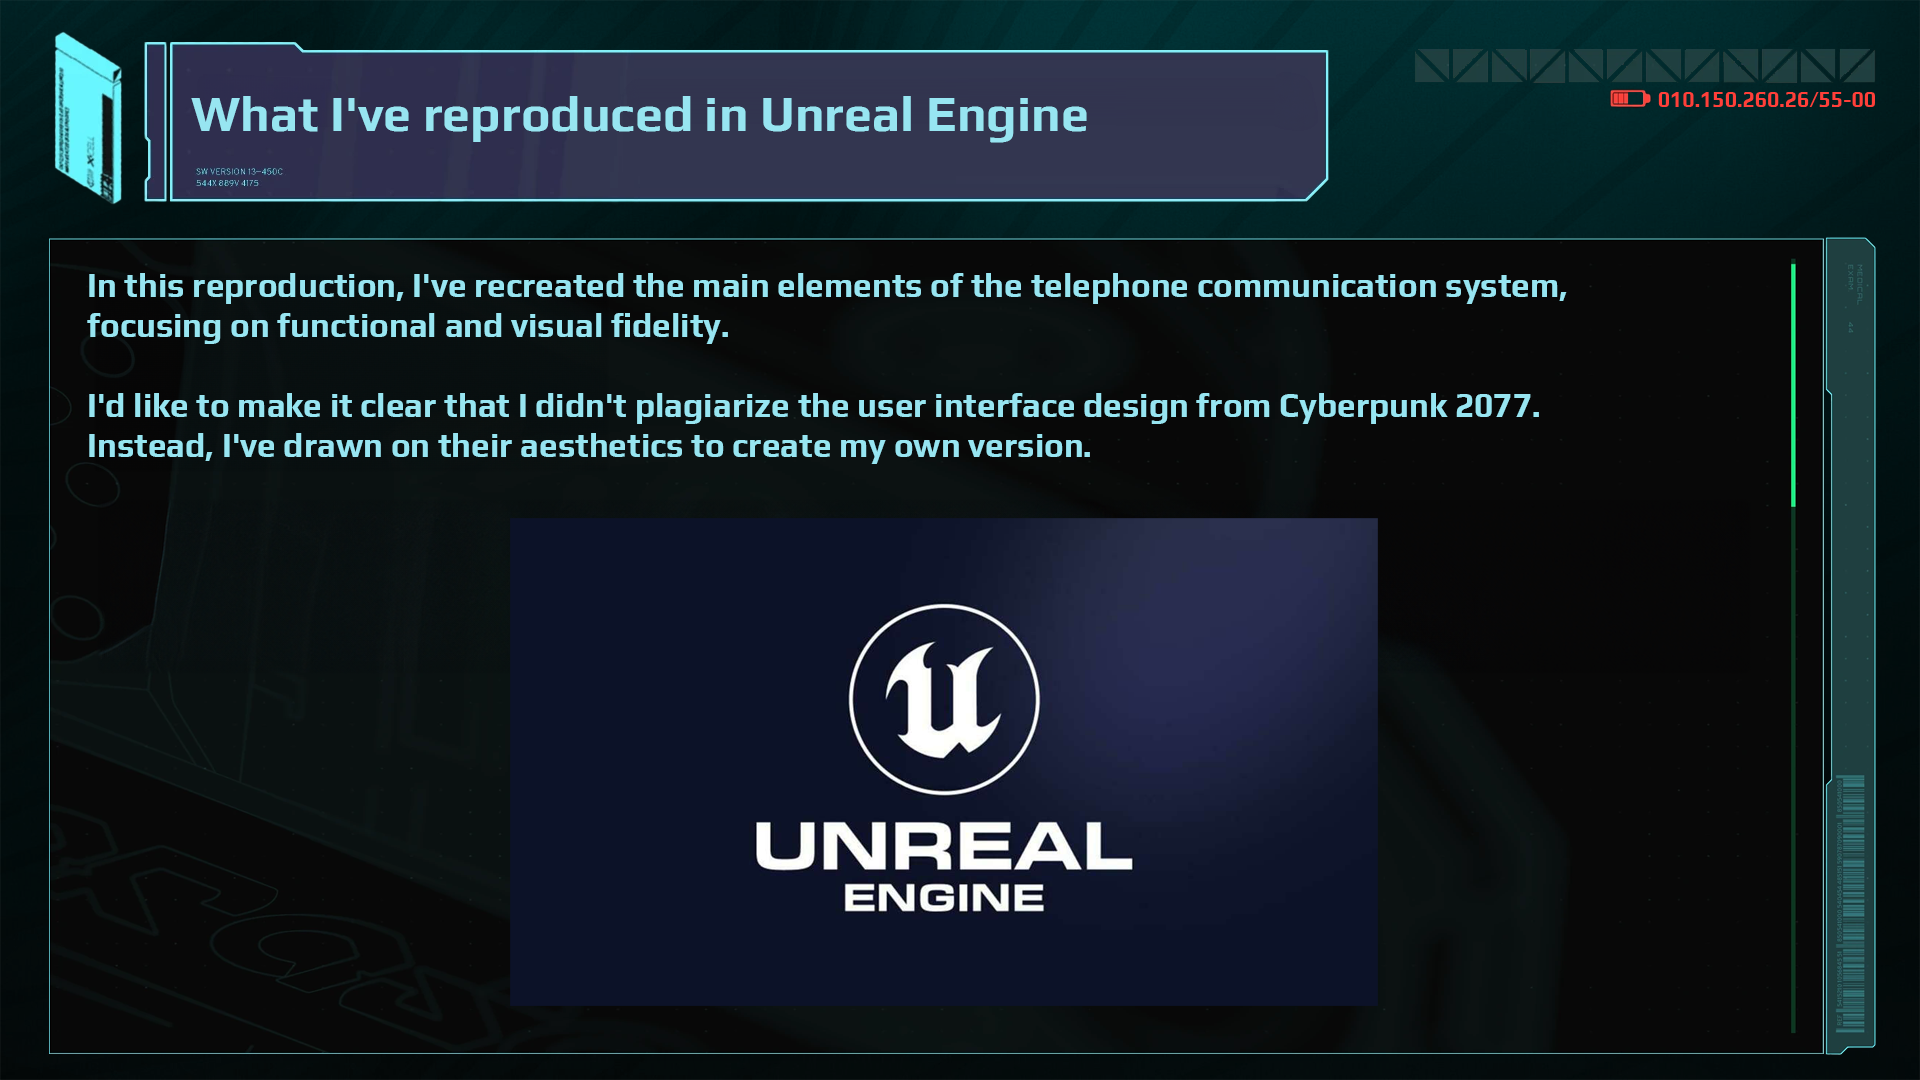 What I've reproduced in Unreal Engine
SW VERSION 13-450C
544X 889V 4175
010.150.260.26/55-00
In this reproduction, I've recreated the main elements of the telephone communication system,
focusing on functional and visual fidelity.
I'd like to make it clear that I didn't plagiarize the user interface design from Cyberpunk 2077.
Instead, I've drawn on their aesthetics to create my own version.
MEDICAL
EXAM
44
UNREAL
ENGINE